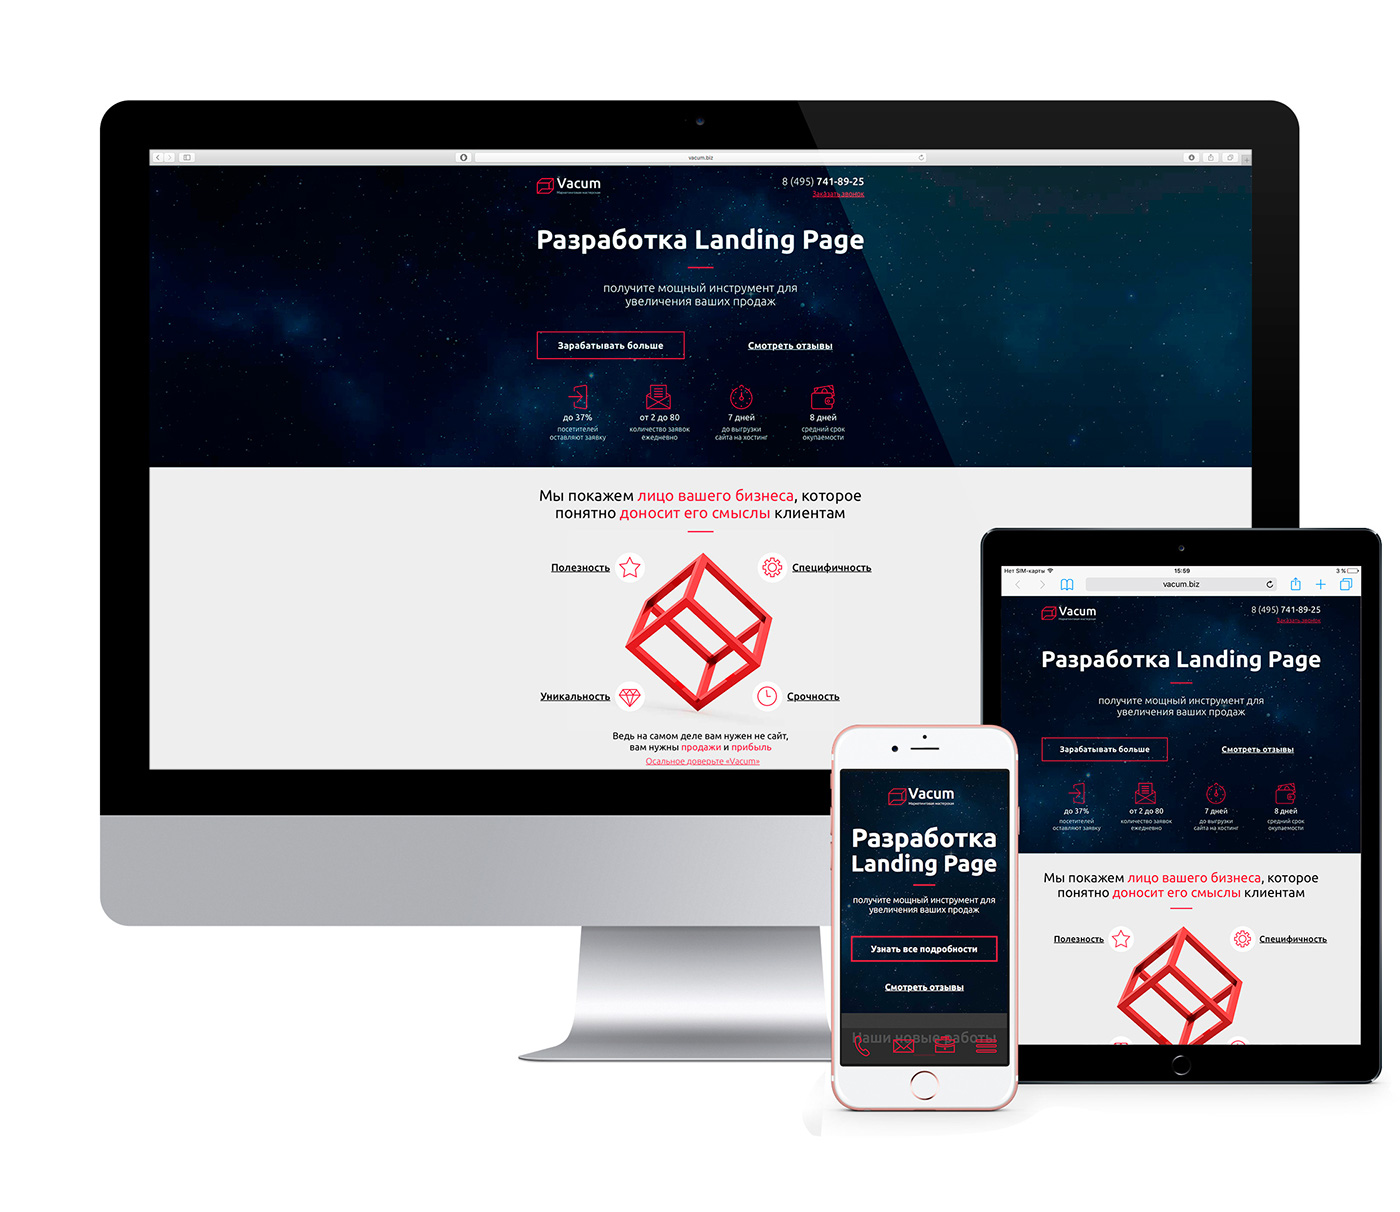 vacum.biz
Vacum
Маркетинговая мастерская
8 (495) 741-89-25
Заказать звонок
Разработка Landing Page
получите мощный инструмент для
увеличения ваших продаж
Зарабатывать больше
Смотреть отзывы
до 37%
посетителей
оставляют заявку
от 2 до 80
количество заявок
ежедневно
7 дней
до выгрузки
сайта на хостинг
8 дней
средний срок
окупаемости
Мы покажем лицо вашего бизнеса, которое
понятно доносит его смыслы клиентам
Полезность
Специфичность
Уникальность
Срочность
Ведь на самом деле вам нужен не сайт,
вам нужны продажи и прибыль
Осальное доверьте «Vacum»
Vacum
Маркетинговая мастерская
Разработка
Landing Page
получите мощный инструмент для
увеличения ваших продаж
Узнать все подробности
Смотреть отзывы
Наши новые работы
Нет SIM-карты
15:59
3 %
vacum.biz
Vacum
Маркетинговая мастерская
8 (495) 741-89-25
Заказать звонок
Разработка Landing Page
получите мощный инструмент для
увеличения ваших продаж
Зарабатывать больше
Смотреть отзывы
до 37%
посетителей
оставляют заявку
от 2 до 80
количество заявок
ежедневно
7 дней
до выгрузки
сайта на хостинг
8 дней
средний срок
окупаемости
Мы покажем лицо вашего бизнеса, которое
понятно доносит его смыслы клиентам
Полезность
Специфичность